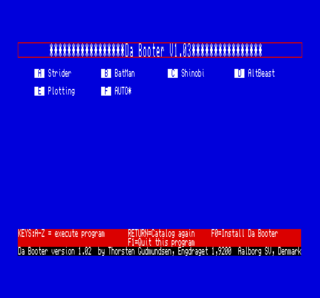 *****************Da Booter V1.03****************
A Strider B BatMan C Shinobi D AltBeast
E Plotting F AUTO*
KEYS:A-Z = execute program RETURN=Catalog again F0=Install Da Booter
F1=Quit this program
Da Booter version 1.02 by Thorsten Gudmundsen, Engdraget 1,9200 Aalborg SV, Denmark